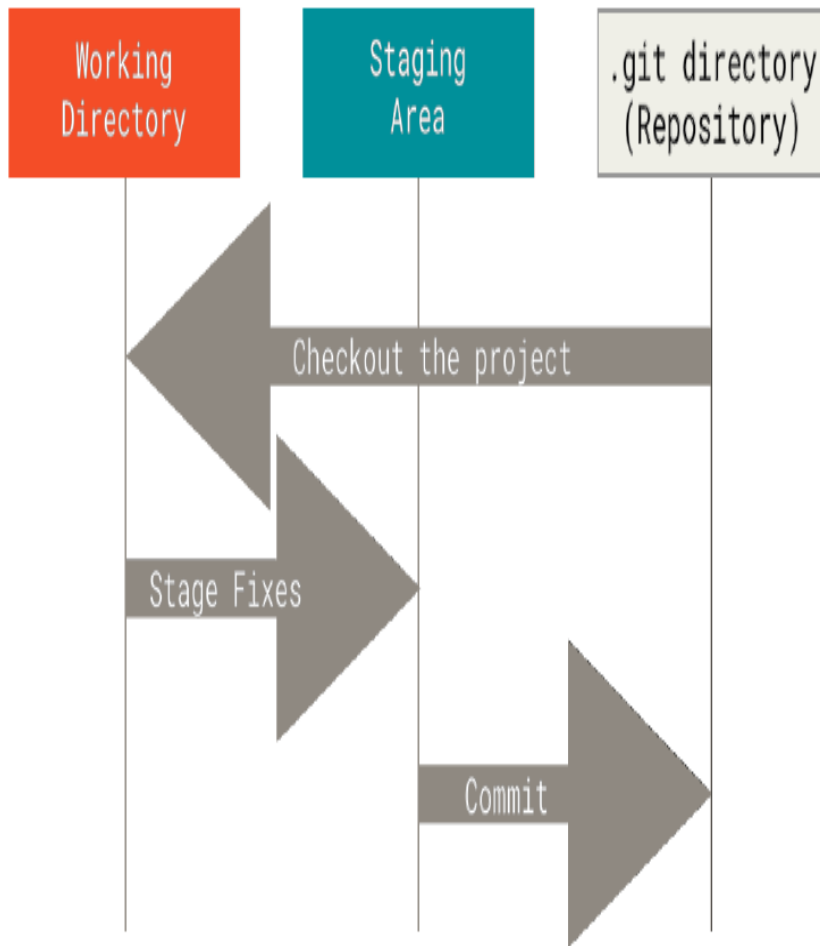 Working
Directory
Staging
Area
.git directory
(Repository)
Checkout the project
Stage Fixes
Commit